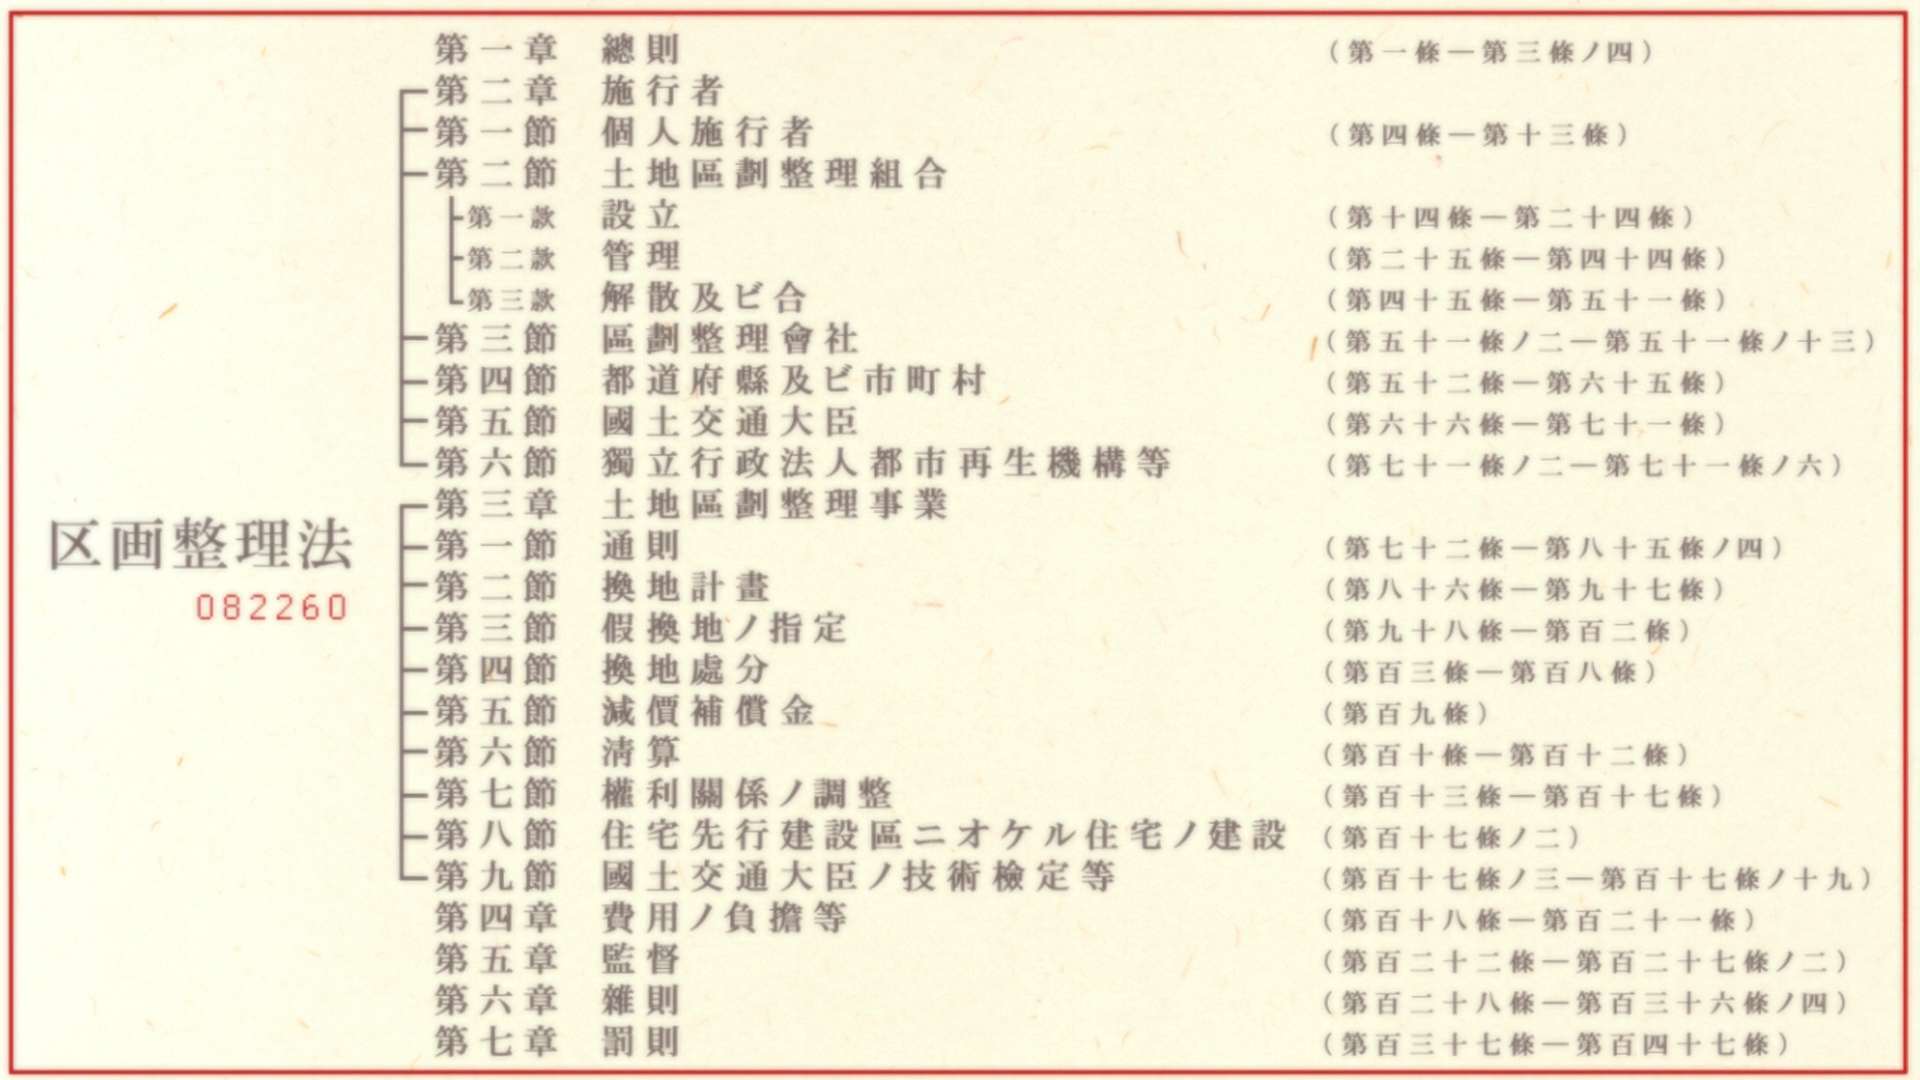 区画整理法
082260
第一章 總則 （第一條―第三條ノ四）
第二章 施行者
第一節 個人施行者 （第四條―第十三條）
第二節 土地區劃整理組合
第一款 設立 （第十四條―第二十四條）
第二款 管理 （第二十五條―第四十四條）
第三款 解散及ビ合 （第四十五條―第五十一條）
第三節 區劃整理會社 （第五十一條ノ二―第五十一條ノ十三）
第四節 都道府縣及ビ市町村 （第五十二條―第六十五條）
第五節 國土交通大臣 （第六十六條―第七十一條）
第六節 獨立行政法人都市再生機構等 （第七十一條ノ二―第七十一條ノ六）
第三章 土地區劃整理事業
第一節 通則 （第七十二條―第八十五條ノ四）
第二節 換地計畫 （第八十六條―第九十七條）
第三節 假換地ノ指定 （第九十八條―第百二條）
第四節 換地處分 （第百三條―第百八條）
第五節 減價補償金 （第百九條）
第六節 淸算 （第百十條―第百十二條）
第七節 權利關係ノ調整 （第百十三條―第百十七條）
第八節 住宅先行建設區ニオケル住宅ノ建設 （第百十七條ノ二）
第九節 國土交通大臣ノ技術檢定等 （第百十七條ノ三―第百十七條ノ十九）
第四章 費用ノ負擔等 （第百十八條―第百二十一條）
第五章 監督 （第百二十二條―第百二十七條ノ二）
第六章 雜則 （第百二十八條―第百三十六條ノ四）
第七章 罰則 （第百三十七條―第百四十七條）